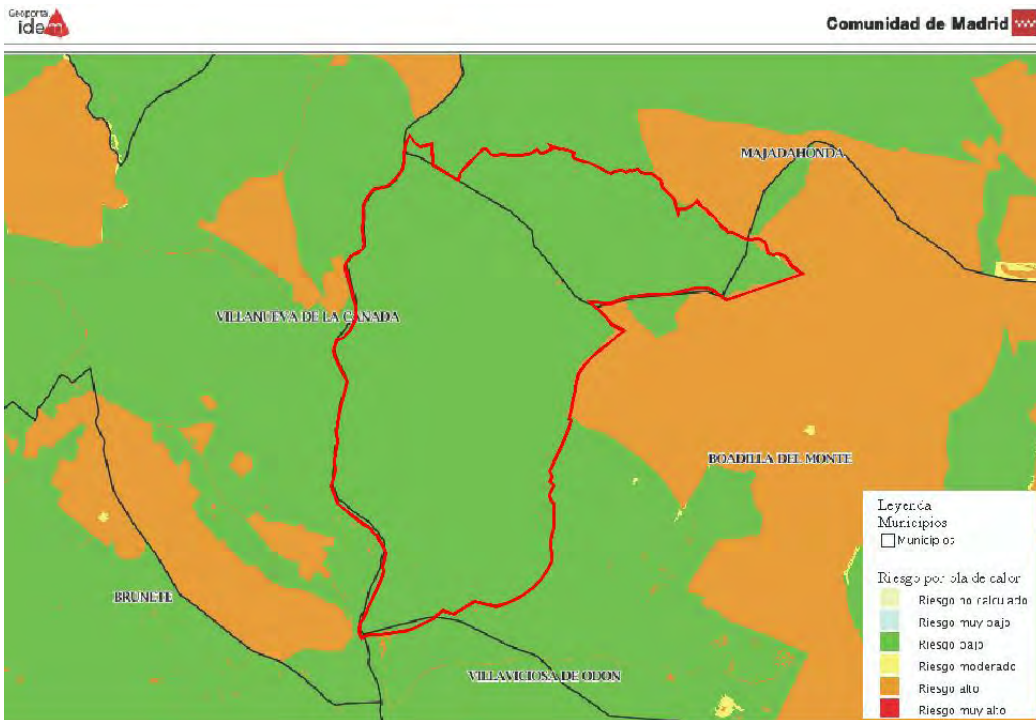 Geoportal
idem
Comunidad de Madrid
MAJADAHONDA
VILLANUEVA DE LA CAÑADA
BOADILLA DEL MONTE
BRUNETE
VILLAVICIOSA DE ODON
Leyenda
Municipios
Municipios
Riesgo por ola de calor
Riesgo no calculado
Riesgo muy bajo
Riesgo bajo
Riesgo moderado
Riesgo alto
Riesgo muy alto